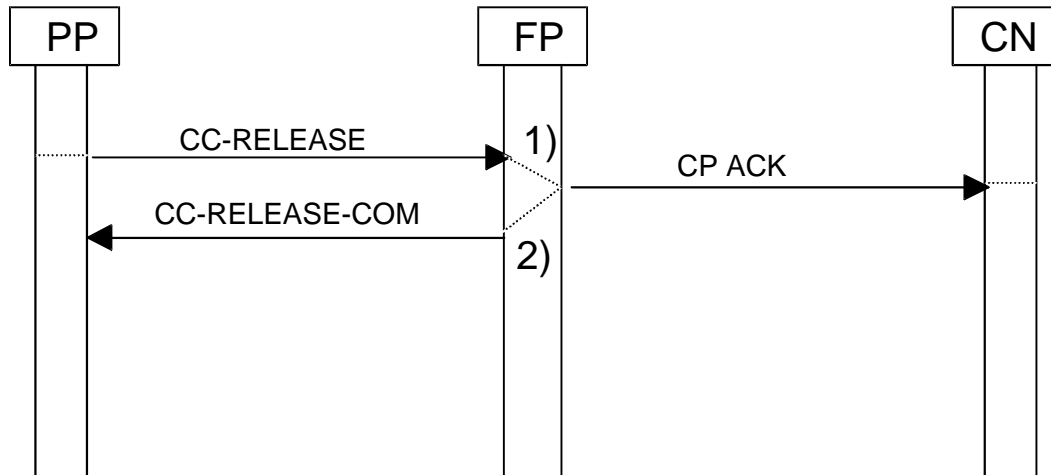 PP
FP
CN
CC-RELEASE
1)
CP ACK
CC-RELEASE-COM
2)